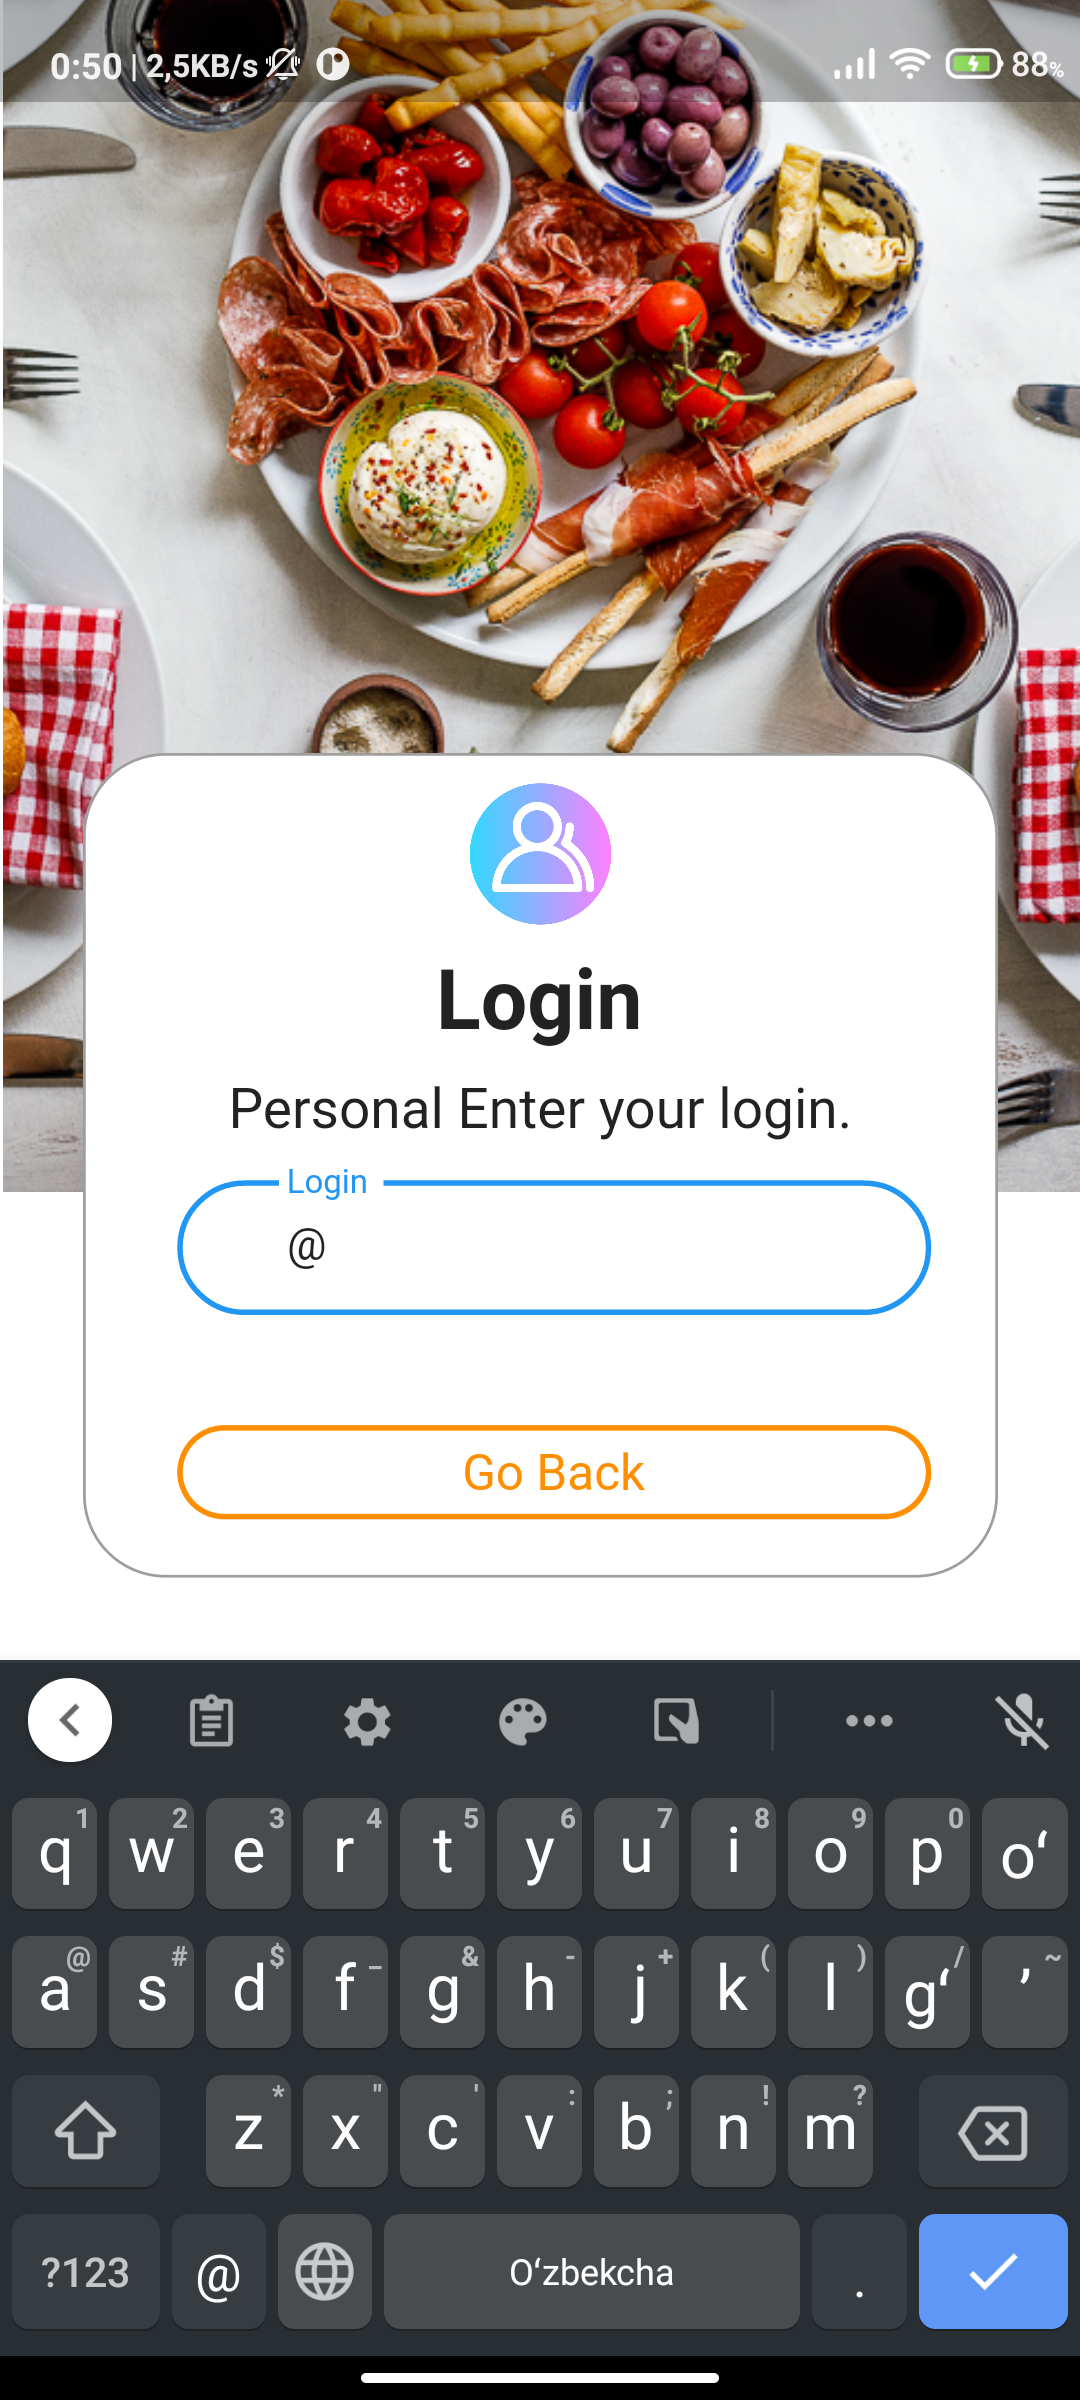 0:50 | 2,5KB/s 88%
Login
Personal Enter your login.
Login
@
Go Back
1 2 3 4 5 6 7 8 9 0
q w e r t y u i o p oʻ
@ # $ _ & - + ( ) / ~
a s d f g h j k l gʻ ʼ
* " ' : ; ! ?
z x c v b n m
?123 @ Oʻzbekcha .